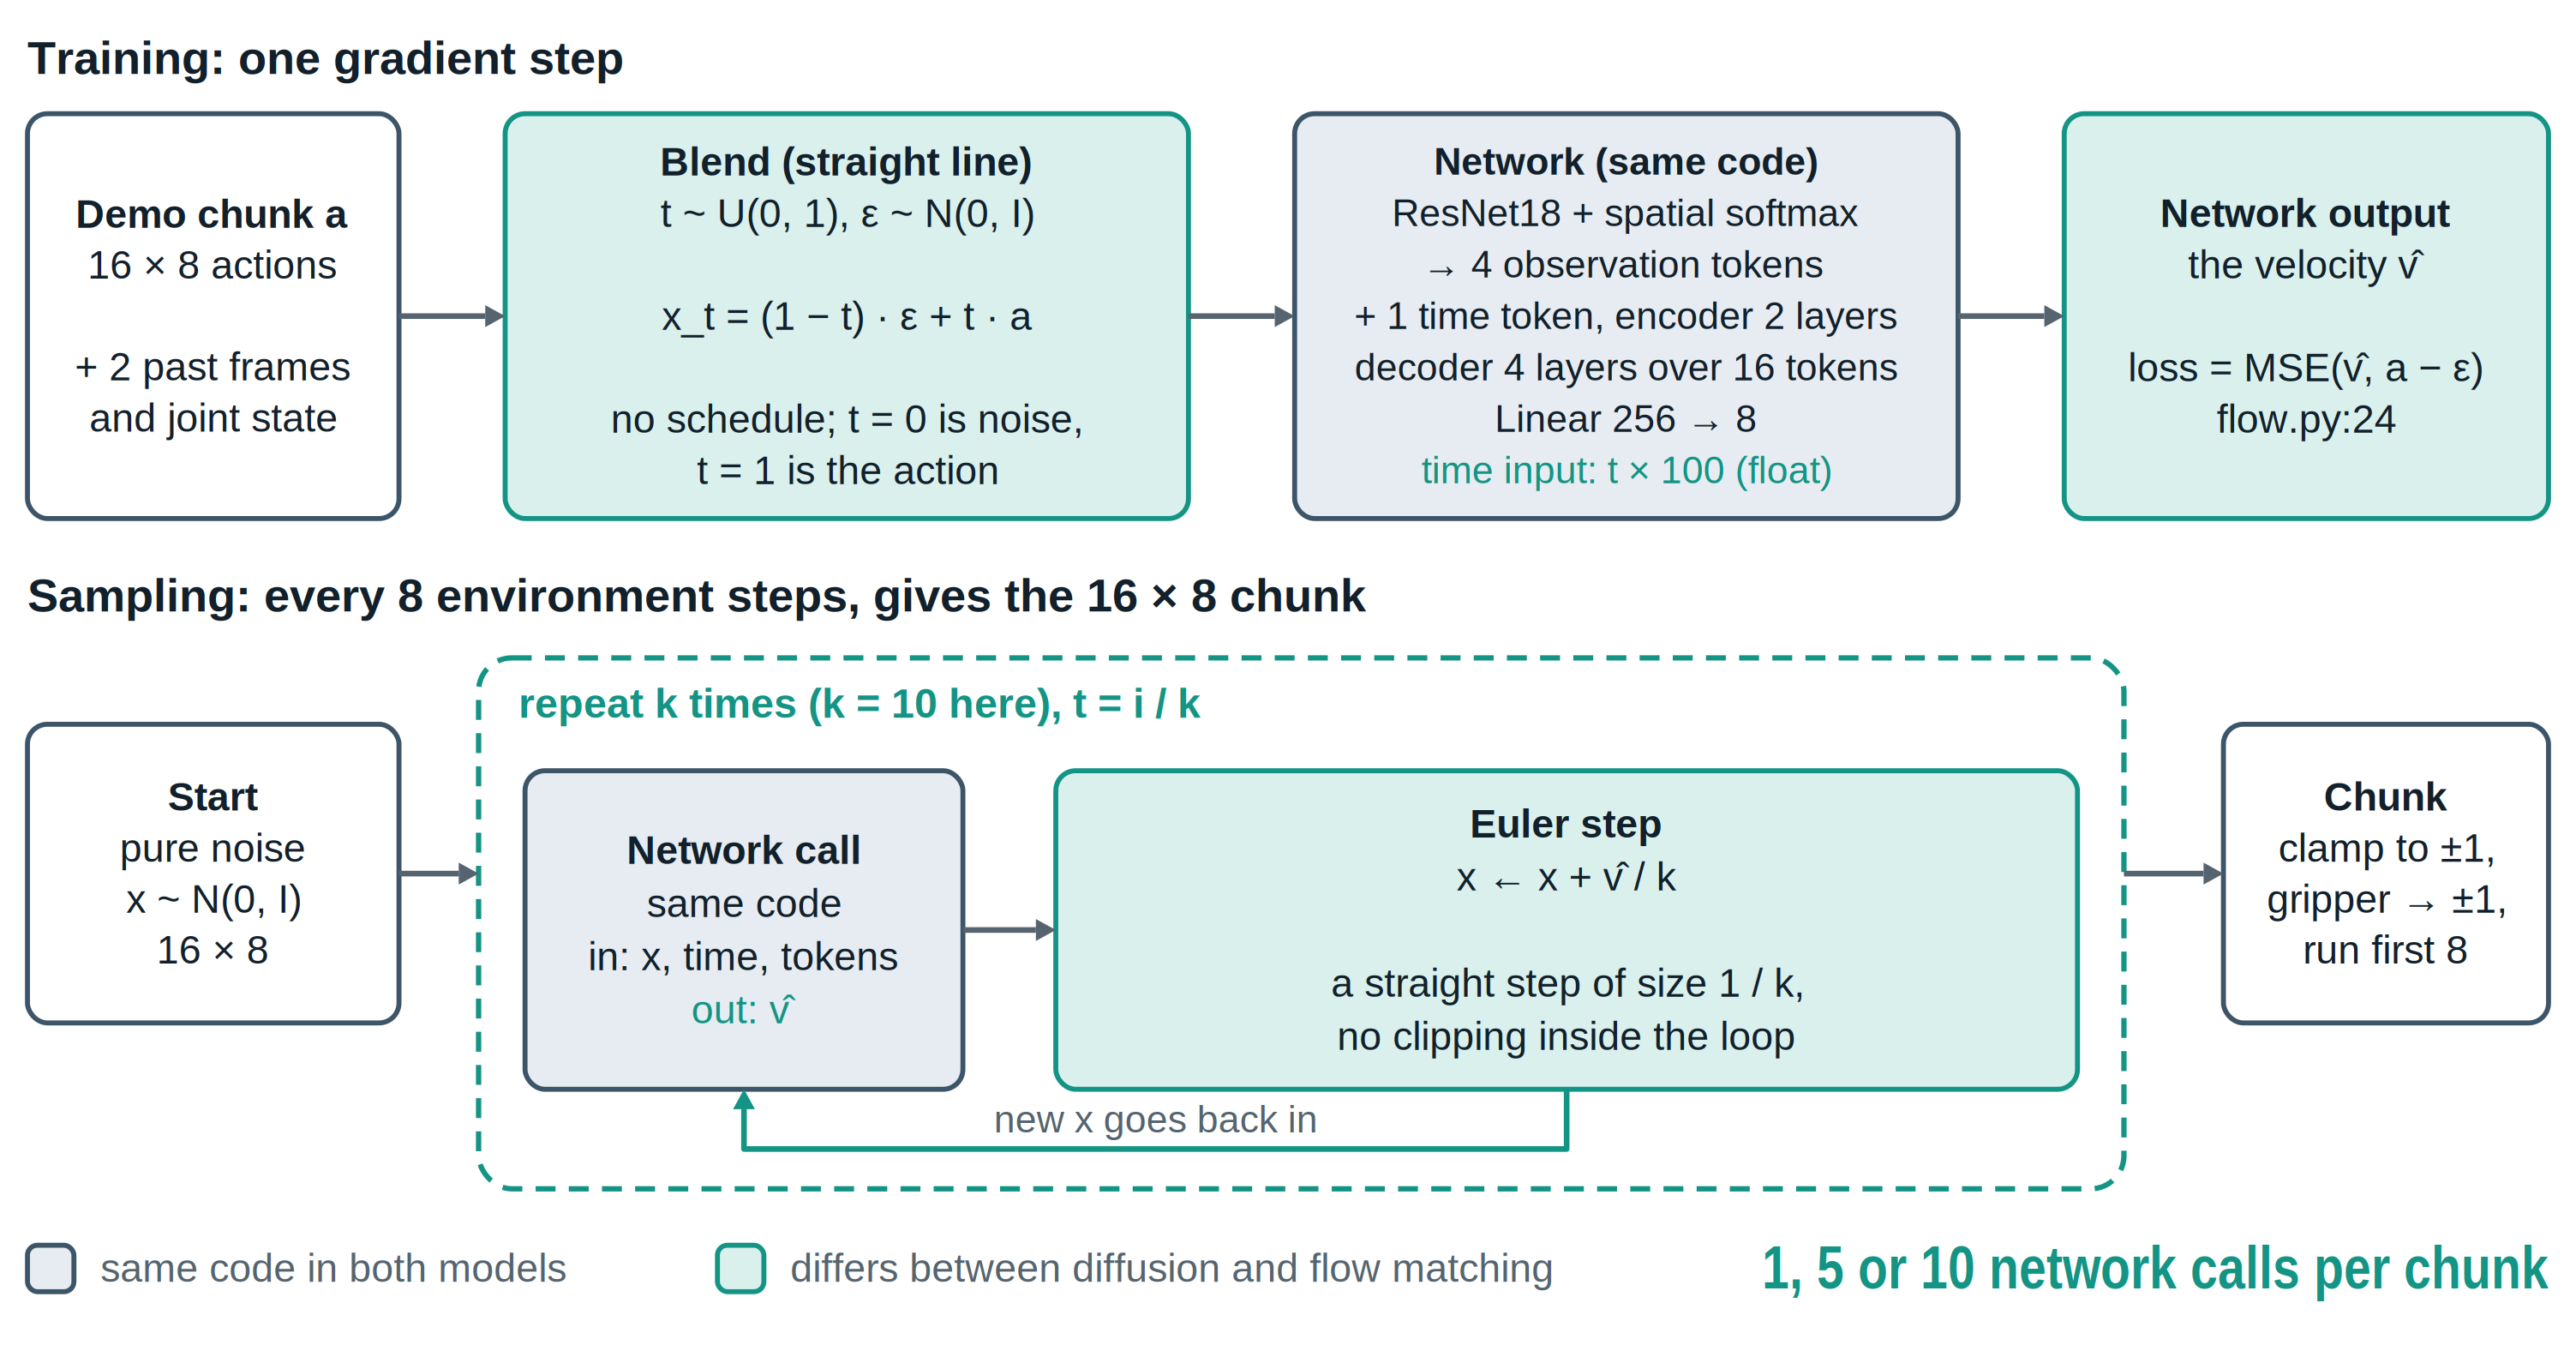 Training: one gradient step
Demo chunk a
16 × 8 actions
+ 2 past frames
and joint state
Blend (straight line)
t ~ U(0, 1), ε ~ N(0, I)
x_t = (1 − t) · ε + t · a
no schedule; t = 0 is noise,
t = 1 is the action
Network (same code)
ResNet18 + spatial softmax
→ 4 observation tokens
+ 1 time token, encoder 2 layers
decoder 4 layers over 16 tokens
Linear 256 → 8
time input: t × 100 (float)
Network output
the velocity v̂
loss = MSE(v̂, a − ε)
flow.py:24
Sampling: every 8 environment steps, gives the 16 × 8 chunk
Start
pure noise
x ~ N(0, I)
16 × 8
repeat k times (k = 10 here), t = i / k
Network call
same code
in: x, time, tokens
out: v̂
Euler step
x ← x + v̂ / k
a straight step of size 1 / k,
no clipping inside the loop
new x goes back in
Chunk
clamp to ±1,
gripper → ±1,
run first 8
same code in both models
differs between diffusion and flow matching
1, 5 or 10 network calls per chunk